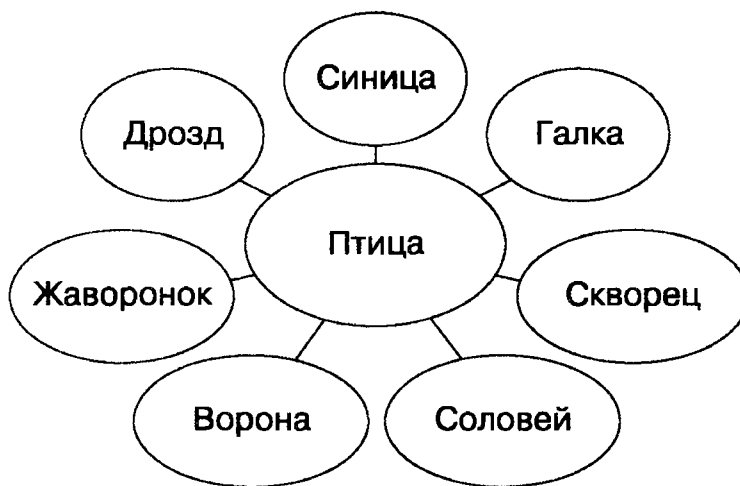 Синица
Дрозд
Галка
Птица
Жаворонок
Скворец
Ворона
Соловей